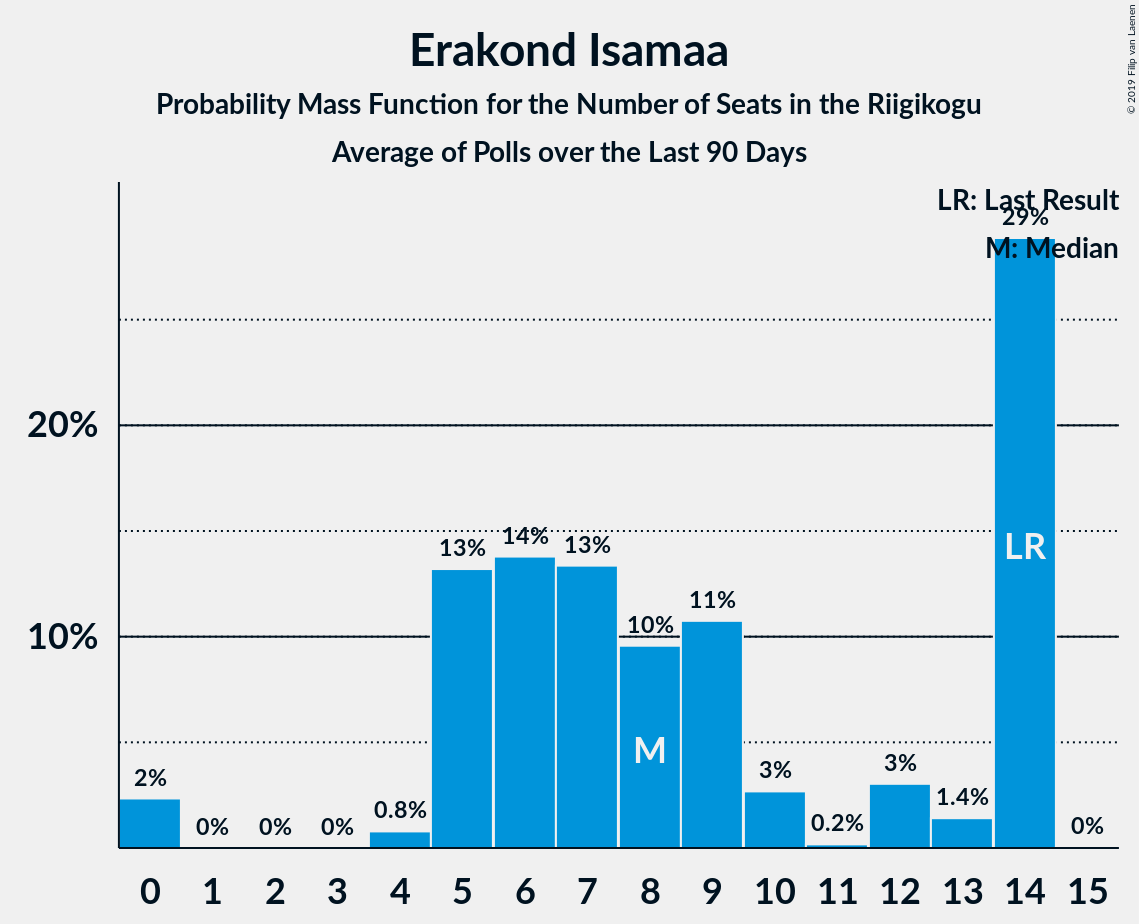 Erakond Isamaa
Probability Mass Function for the Number of Seats in the Riigikogu
Average of Polls over the Last 90 Days
© 2019 Filip van Laenen
LR: Last Result
M: Median
29%
20%
14%
13%
13%
LR
11%
10%
10%
M
3%
3%
2%
1.4%
0.8%
0.2%
0%
0%
0%
0%
0 1 2 3 4 5 6 7 8 9 10 11 12 13 14 15